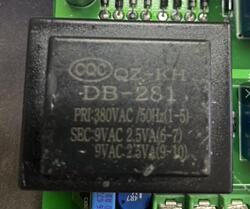 CQC QZ-KH
DB-281
PRI:380VAC/50Hz(1-5)
SEC:9VAC 2.5VA(6-7)
9VAC 2.5VA(9-10)